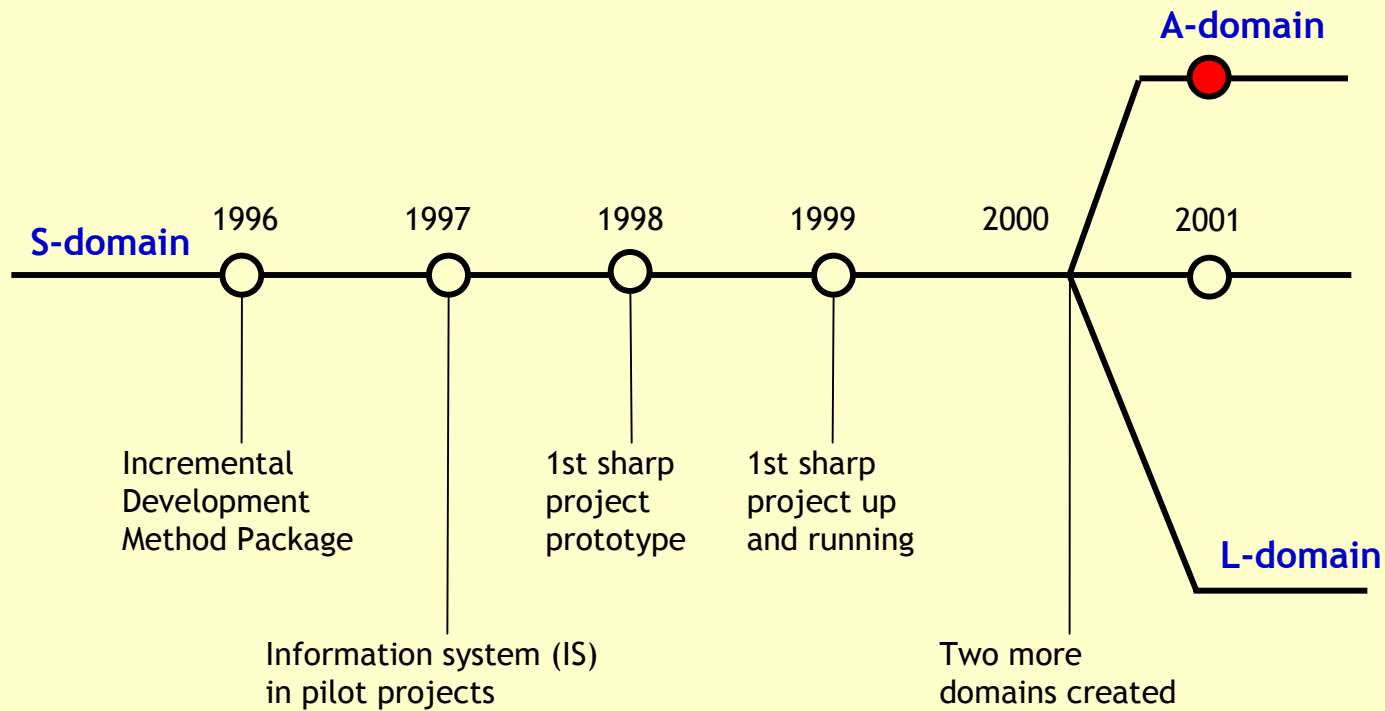 A-domain
1996
1997
1998
1999
2000
2001
S-domain
Incremental
Development
Method Package
1st sharp
project
prototype
1st sharp
project up
and running
L-domain
Information system (IS)
in pilot projects
Two more
domains created